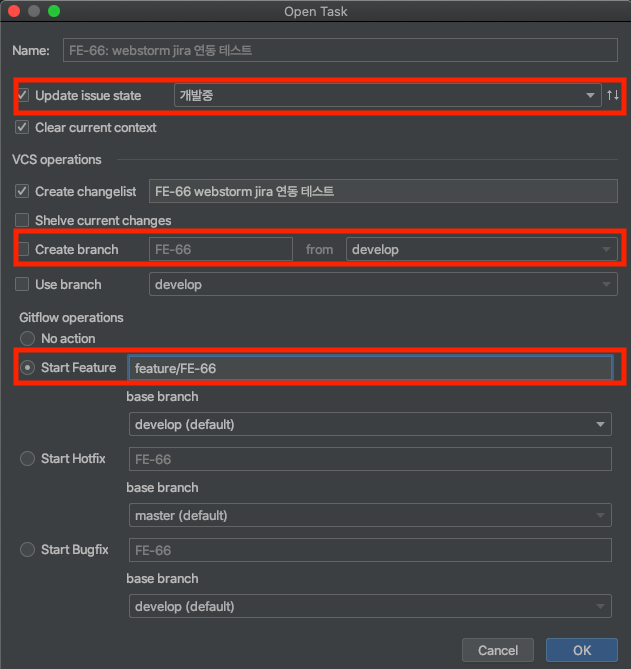 Open Task
Name: FE-66: webstorm jira 연동 테스트
Update issue state 개발중
Clear current context
VCS operations
Create changelist FE-66 webstorm jira 연동 테스트
Shelve current changes
Create branch FE-66 from develop
Use branch develop
Gitflow operations
No action
Start Feature feature/FE-66
base branch
develop (default)
Start Hotfix FE-66
base branch
master (default)
Start Bugfix FE-66
base branch
develop (default)
Cancel OK